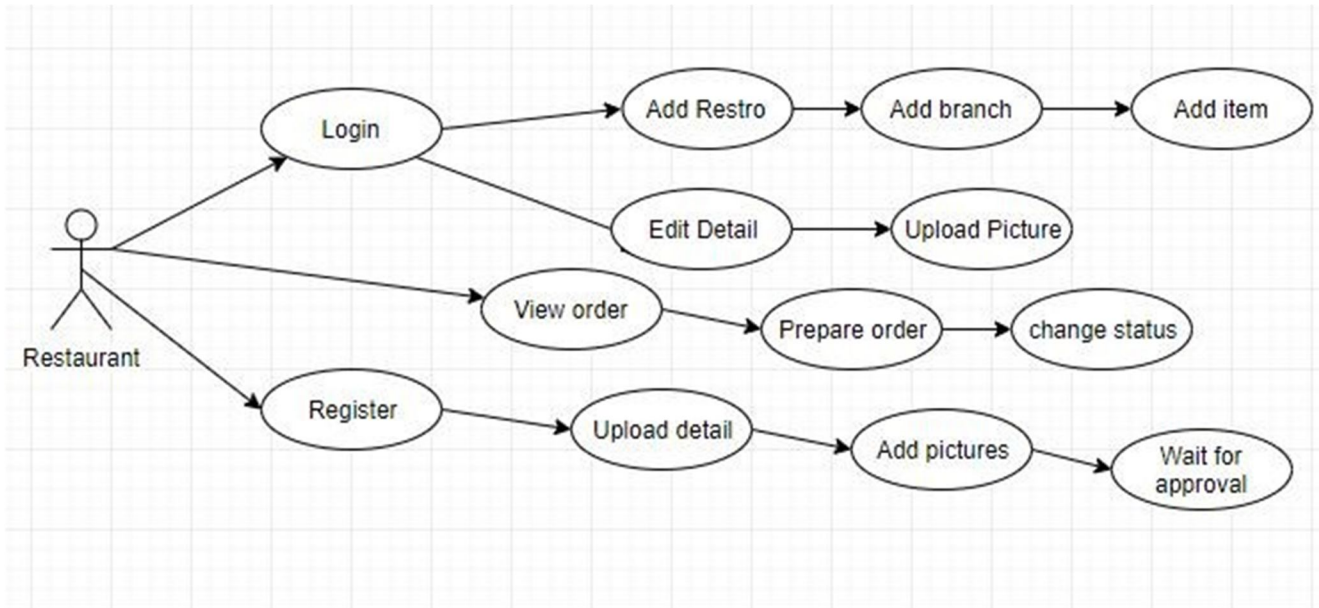 Login
Add Restro
Add branch
Add item
Edit Detail
Upload Picture
View order
Prepare order
change status
Restaurant
Register
Upload detail
Add pictures
Wait for
approval